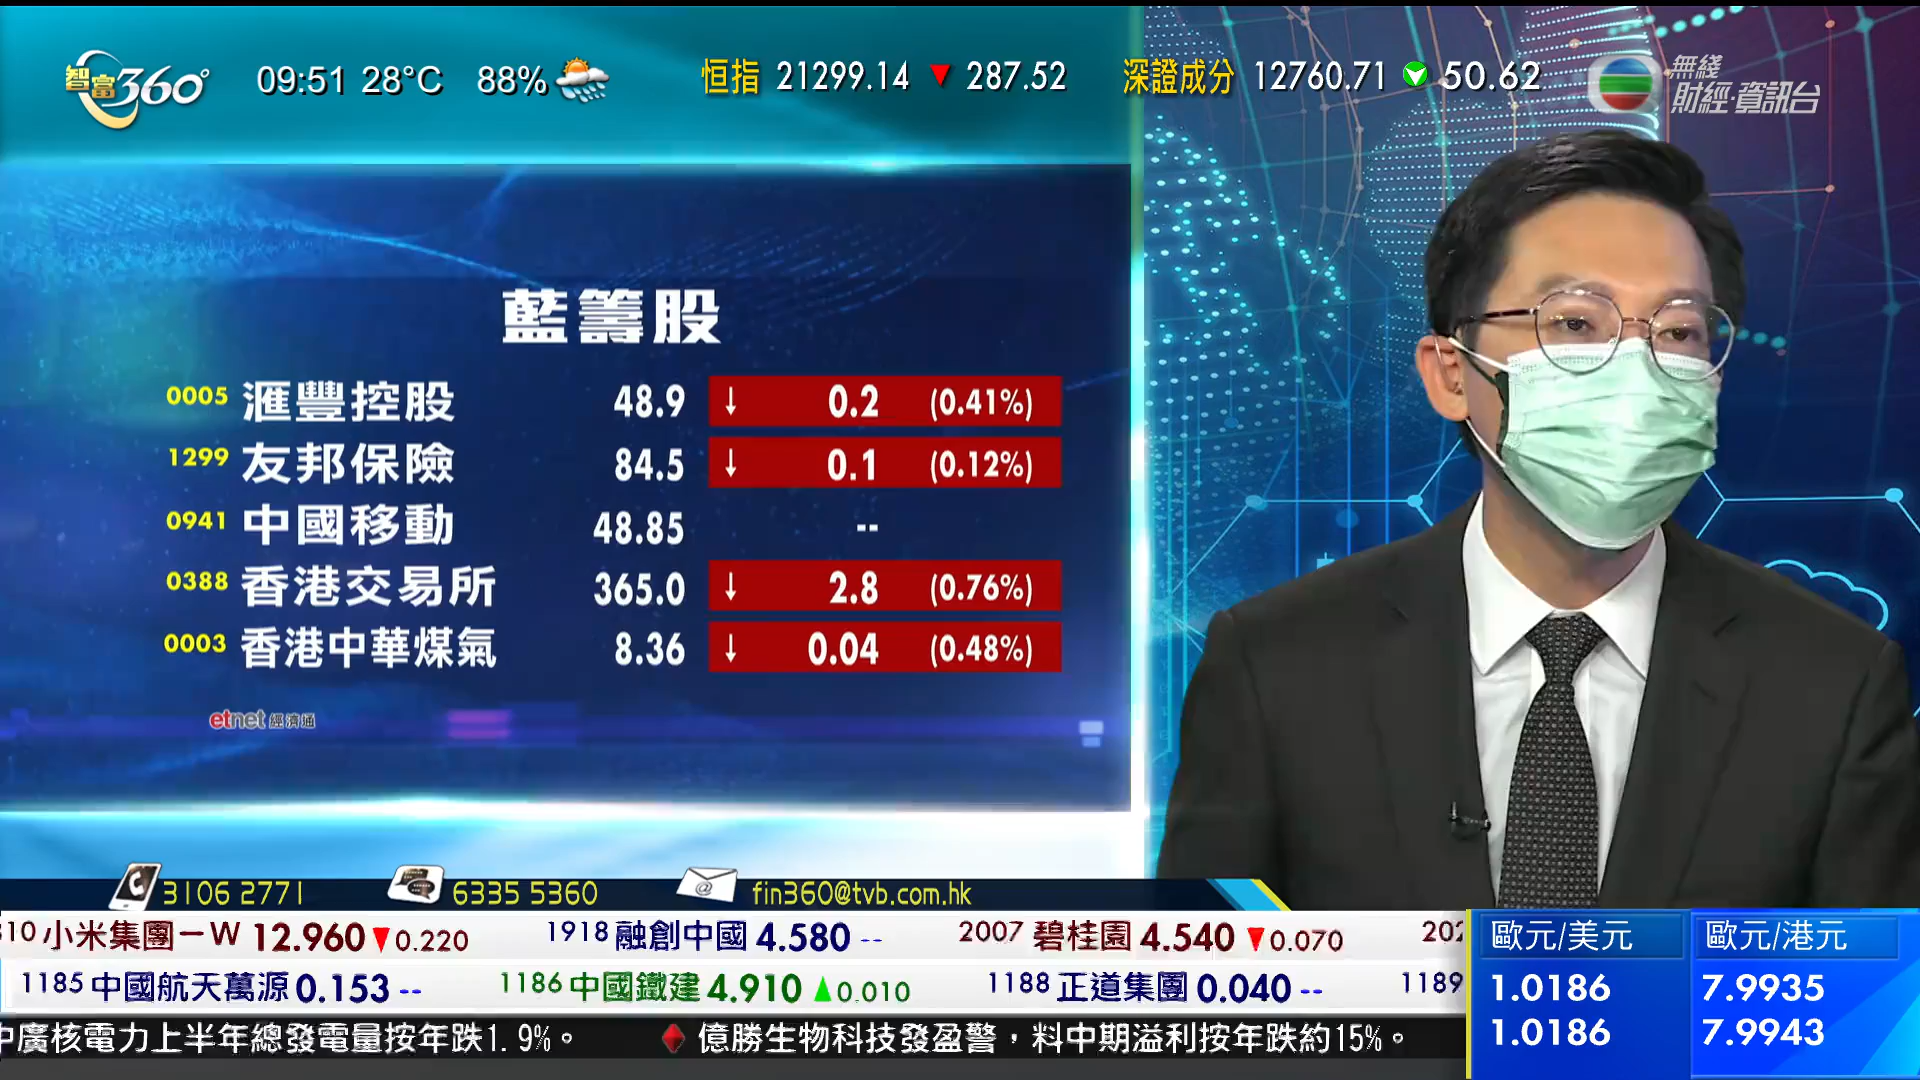 智富360°
09:51 28°C 88%
恒指 21299.14 ▼ 287.52
深證成分 12760.71 50.62
無綫
財經·資訊台
藍籌股
0005 滙豐控股 48.9 ↓ 0.2 (0.41%)
1299 友邦保險 84.5 ↓ 0.1 (0.12%)
0941 中國移動 48.85 --
0388 香港交易所 365.0 ↓ 2.8 (0.76%)
0003 香港中華煤氣 8.36 ↓ 0.04 (0.48%)
etnet 經濟通
3106 2771 6335 5360 fin360@tvb.com.hk
810 小米集團－W 12.960 ▼ 0.220 1918 融創中國 4.580 -- 2007 碧桂園 4.540 ▼ 0.070 202
1185 中國航天萬源 0.153 -- 1186 中國鐵建 4.910 ▲ 0.010 1188 正道集團 0.040 -- 1189
中廣核電力上半年總發電量按年跌1.9%。 億勝生物科技發盈警，料中期溢利按年跌約15%。
歐元/美元
1.0186
1.0186
歐元/港元
7.9935
7.9943